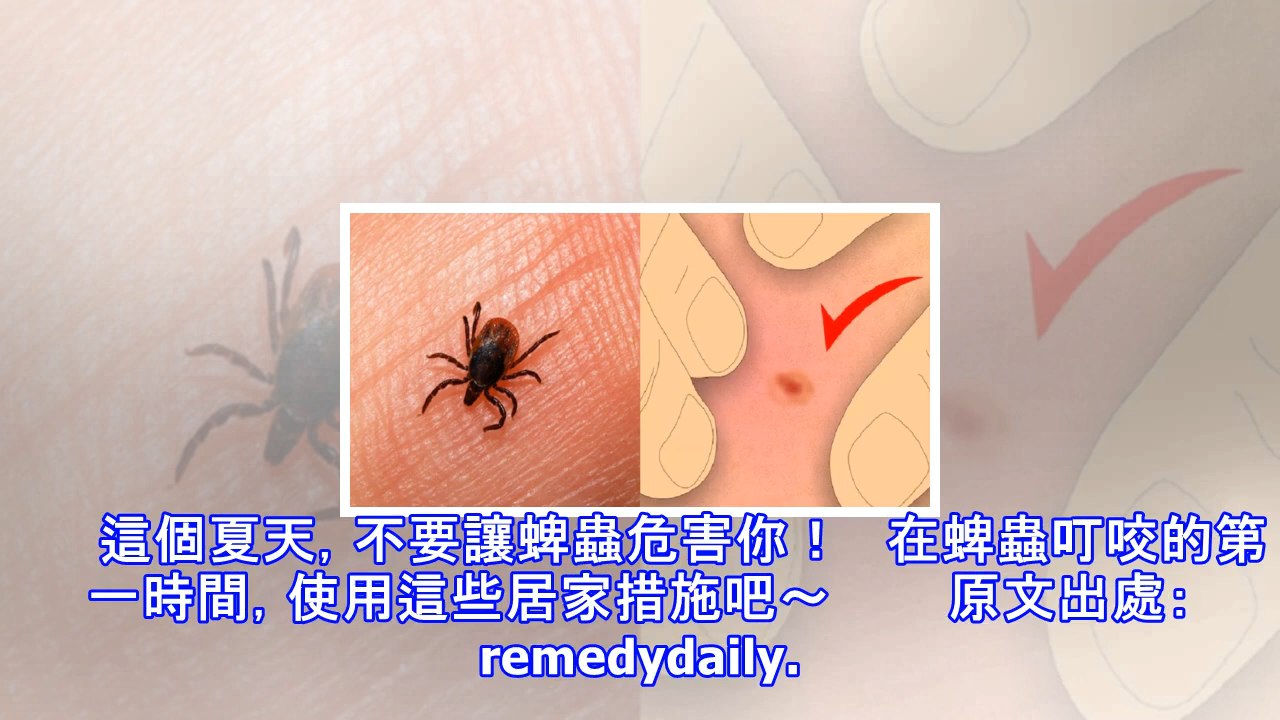 這個夏天, 不要讓蜱蟲危害你！ 在蜱蟲叮咬的第
一時間, 使用這些居家措施吧～ 原文出處：
remedydaily.